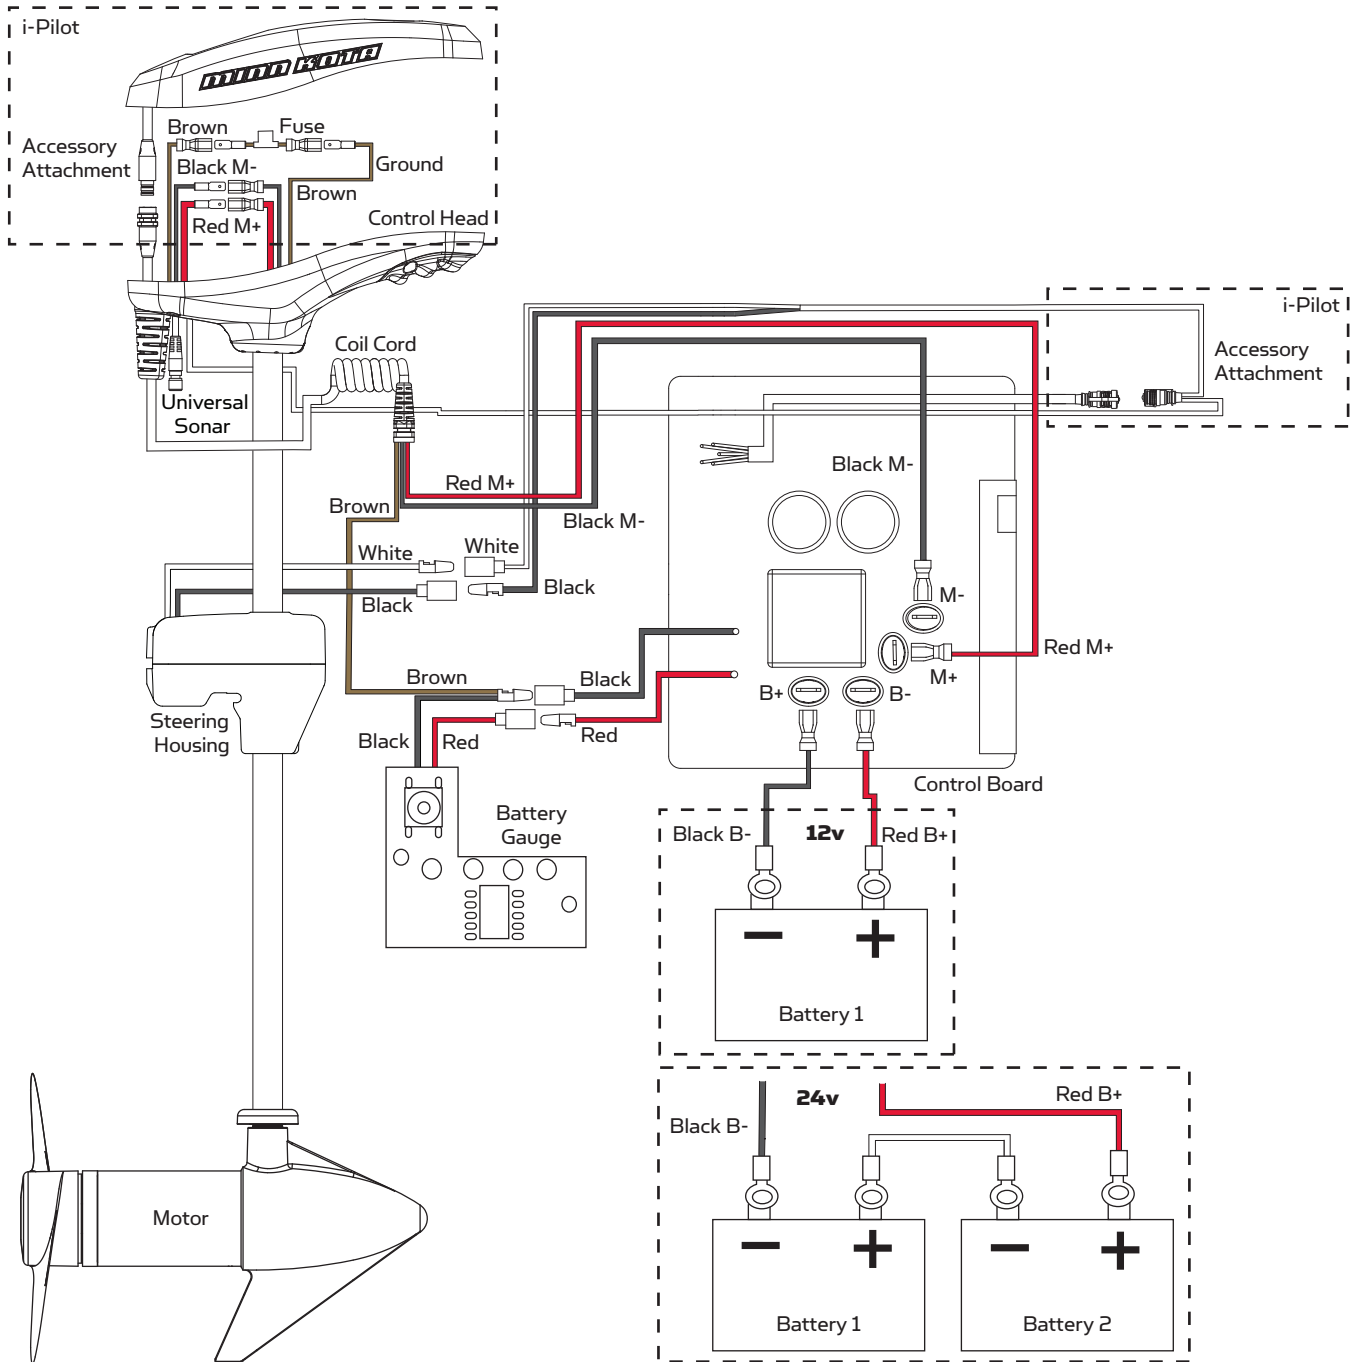 i-Pilot
MINN KOTA
Brown
Fuse
Accessory
Attachment
Black M-
Ground
Brown
Red M+
Control Head
i-Pilot
Coil Cord
Accessory
Attachment
Universal
Sonar
Black M-
Red M+
Brown
Black M-
White
White
Black
Black
M-
Red M+
M+
Brown
Black
B+
B-
Steering
Housing
Black
Red
Red
Control Board
Battery
Gauge
Black B-
12v
Red B+
Battery 1
24v
Red B+
Black B-
Motor
Battery 1
Battery 2